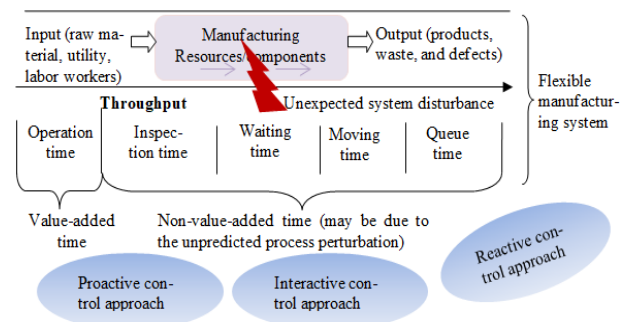 Input (raw ma-
terial, utility,
labor workers)
Manufacturing
Resources/components
Output (products,
waste, and defects)
Flexible
manufactur-
ing system
Throughput
Unexpected system disturbance
Operation
time
Inspec-
tion time
Waiting
time
Moving
time
Queue
time
Value-added
time
Non-value-added time (may be due to
the unpredicted process perturbation)
Reactive con-
trol approach
Proactive con-
trol approach
Interactive con-
trol approach